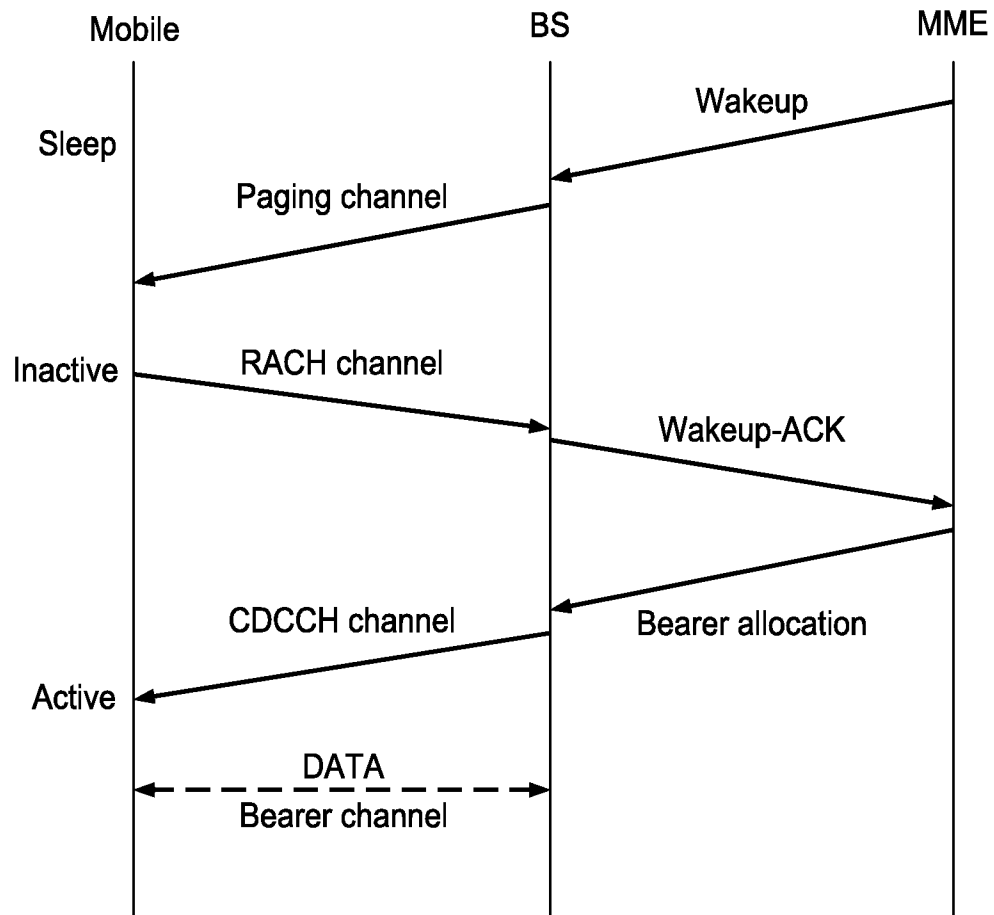 Mobile
BS
MME
Wakeup
Sleep
Paging channel
Inactive
RACH channel
Wakeup-ACK
CDCCH channel
Bearer allocation
Active
DATA
Bearer channel